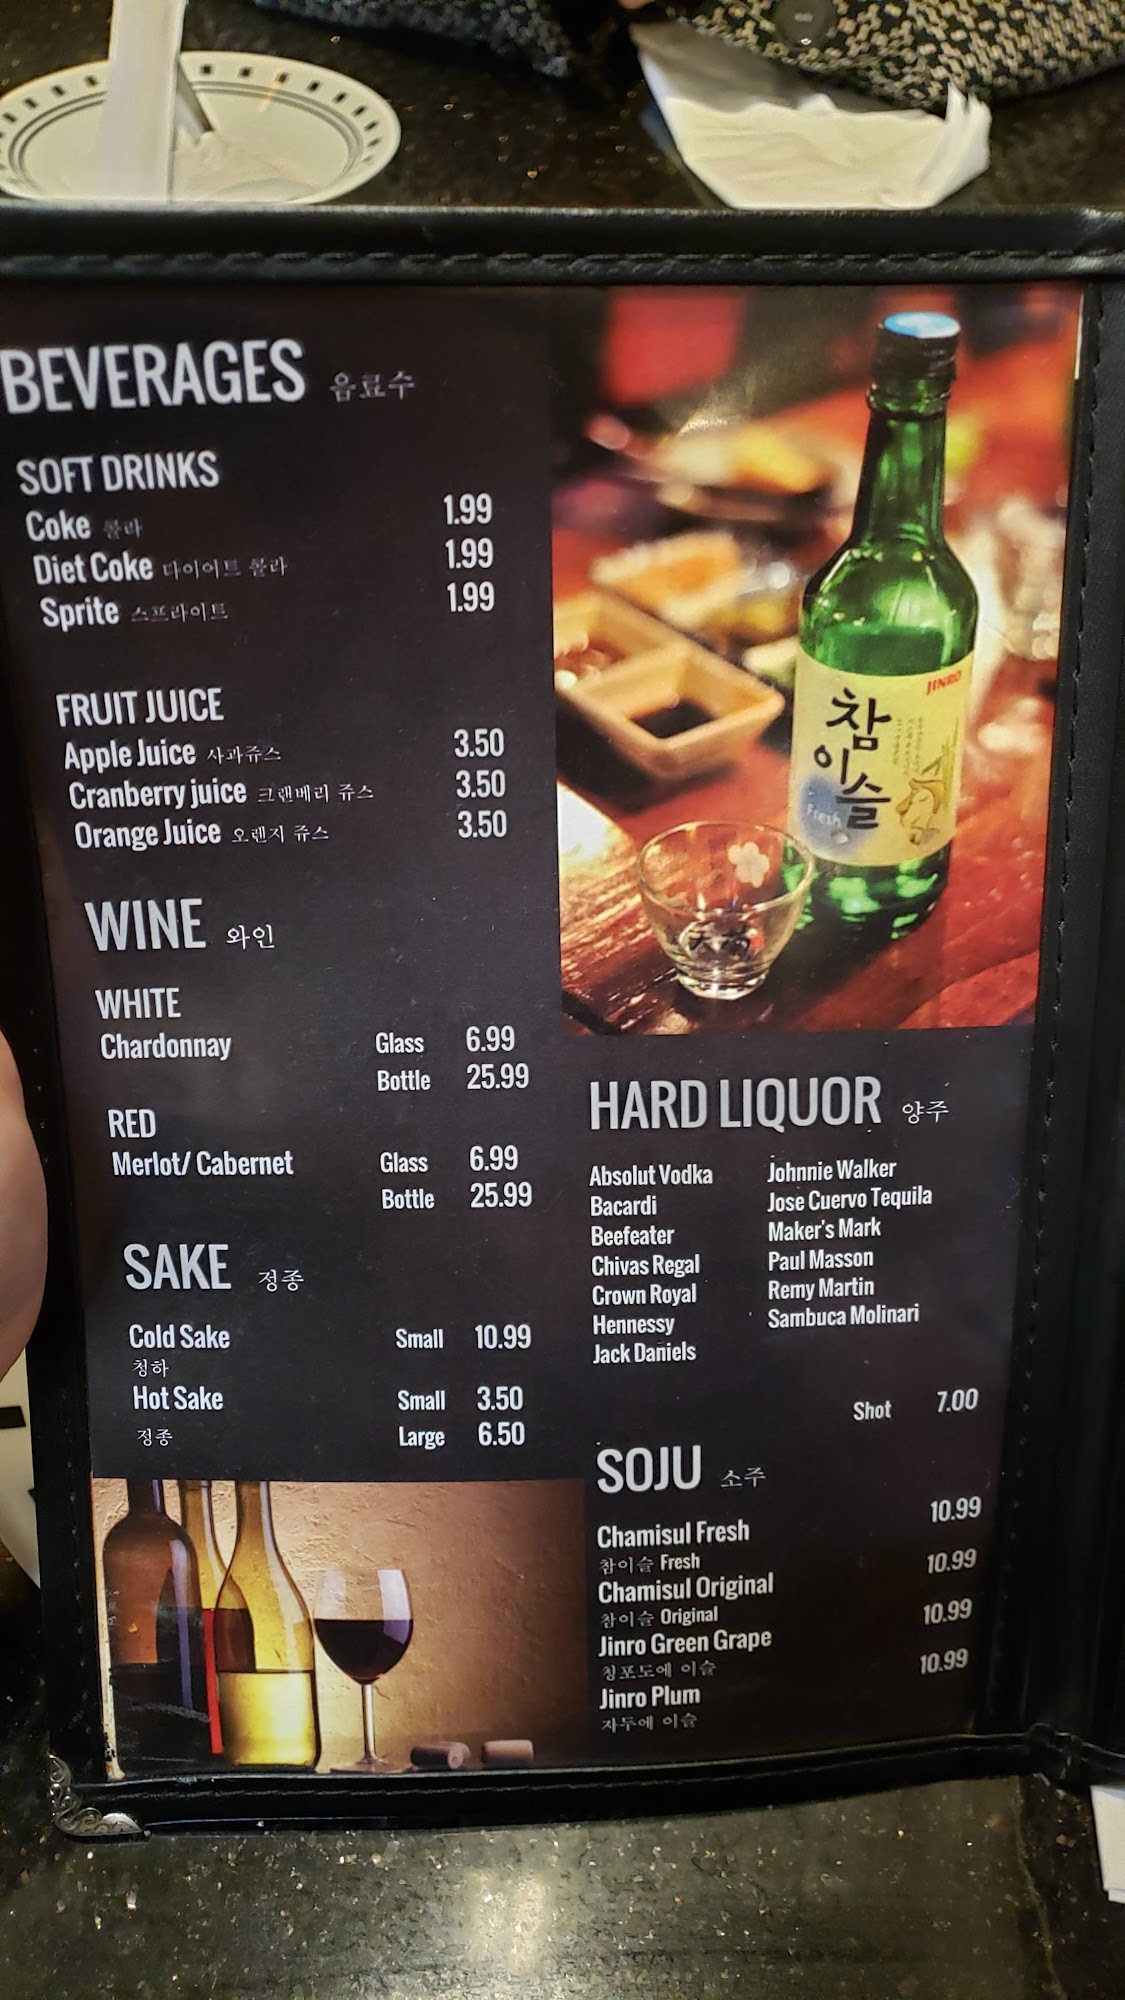 BEVERAGES 음료수
SOFT DRINKS
Coke 콜라 1.99
Diet Coke 다이어트 콜라 1.99
Sprite 스프라이트 1.99
FRUIT JUICE
Apple Juice 사과쥬스 3.50
Cranberry juice 크랜베리 쥬스 3.50
Orange Juice 오렌지 쥬스 3.50
WINE 와인
WHITE
Chardonnay Glass 6.99
Bottle 25.99
RED
Merlot/ Cabernet Glass 6.99
Bottle 25.99
SAKE 정종
Cold Sake Small 10.99
청하
Hot Sake Small 3.50
정종 Large 6.50
JINRO
참
이슬
Fresh
HARD LIQUOR 양주
Absolut Vodka
Bacardi
Beefeater
Chivas Regal
Crown Royal
Hennessy
Jack Daniels
Johnnie Walker
Jose Cuervo Tequila
Maker's Mark
Paul Masson
Remy Martin
Sambuca Molinari
Shot 7.00
SOJU 소주
Chamisul Fresh 10.99
참이슬 Fresh
Chamisul Original 10.99
참이슬 Original
Jinro Green Grape 10.99
청포도에 이슬
Jinro Plum 10.99
자두에 이슬